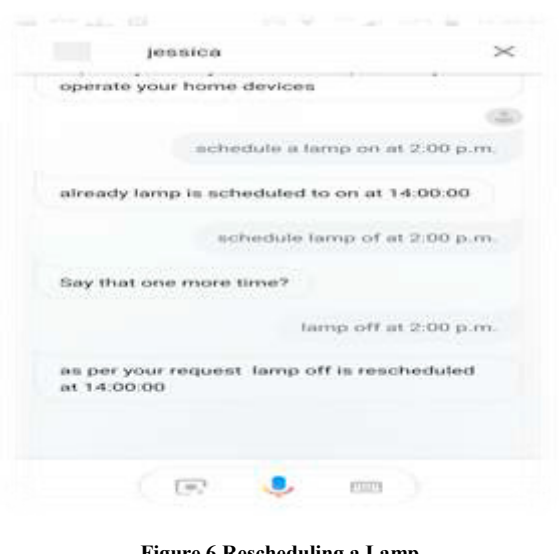 jessica
operate your home devices
schedule a lamp on at 2:00 p.m.
already lamp is scheduled to on at 14:00:00
schedule lamp of at 2:00 p.m.
Say that one more time?
lamp off at 2:00 p.m.
as per your request lamp off is rescheduled
at 14:00:00
Figure 6 Rescheduling a Lamp